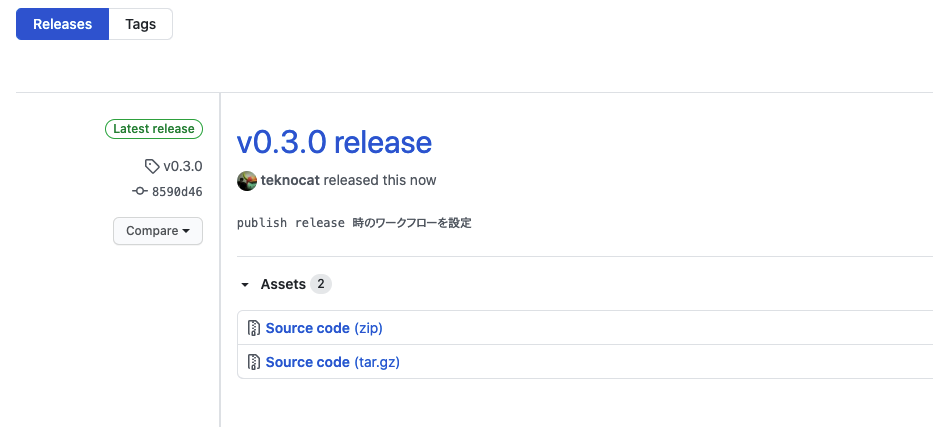 Releases Tags
Latest release
v0.3.0
8590d46
Compare
v0.3.0 release
teknocat released this now
publish release 時のワークフローを設定
Assets 2
Source code (zip)
Source code (tar.gz)